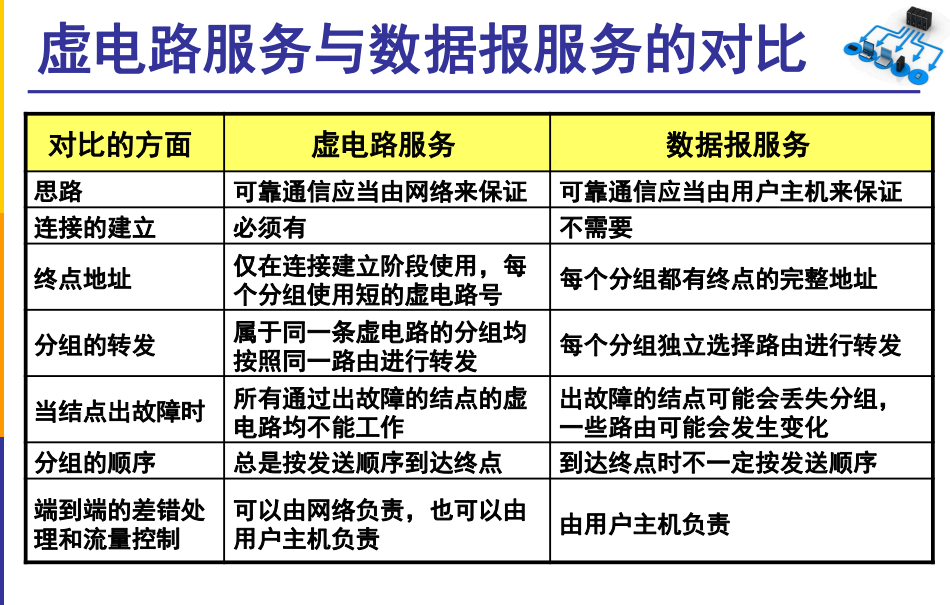 虚电路服务与数据报服务的对比
对比的方面 虚电路服务 数据报服务
思路 可靠通信应当由网络来保证 可靠通信应当由用户主机来保证
连接的建立 必须有 不需要
终点地址 仅在连接建立阶段使用，每
个分组使用短的虚电路号 每个分组都有终点的完整地址
分组的转发 属于同一条虚电路的分组均
按照同一路由进行转发 每个分组独立选择路由进行转发
当结点出故障时 所有通过出故障的结点的虚
电路均不能工作 出故障的结点可能会丢失分组，
一些路由可能会发生变化
分组的顺序 总是按发送顺序到达终点 到达终点时不一定按发送顺序
端到端的差错处
理和流量控制 可以由网络负责，也可以由
用户主机负责 由用户主机负责